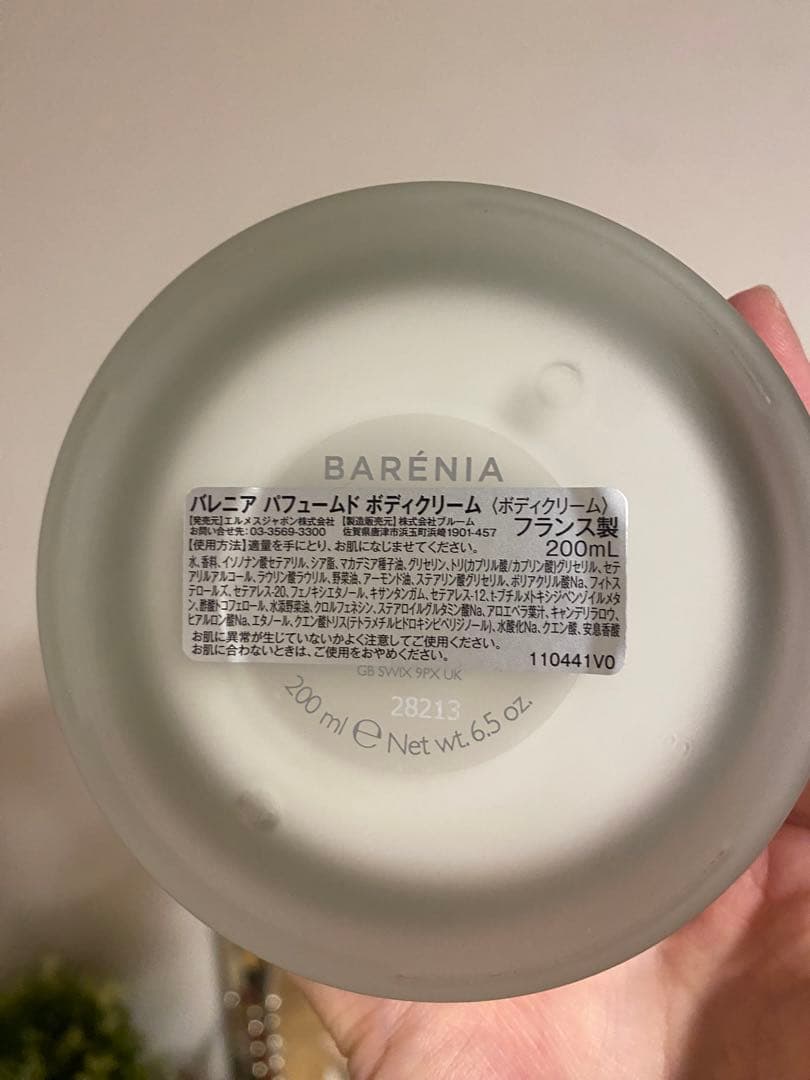 BARÉNIA
バレニア パフュームド ボディクリーム 〈ボディクリーム〉
【発売元】エルメスジャポン株式会社 【製造販売元】株式会社ブルーム フランス製
お問い合せ先:03-3569-3300 佐賀県唐津市浜玉町浜崎1901-457
【使用方法】適量を手にとり、お肌になじませてください。 200mL
水、香料、イソノナン酸セテアリル、シア脂、マカデミア種子油、グリセリン、トリ(カプリル酸/カプリン酸)グリセリル、セテ
アリルアルコール、ラウリン酸ラウリル、野菜油、アーモンド油、ステアリン酸グリセリル、ポリアクリル酸Na、フィトス
テロールズ、セテアレス-20、フェノキシエタノール、キサンタンガム、セテアレス-12、t-ブチルメトキシジベンゾイルメタ
ン、酢酸トコフェロール、水添野菜油、クロルフェネシン、ステアロイルグルタミン酸Na、アロエベラ葉汁、キャンデリラロウ、
ヒアルロン酸Na、エタノール、クエン酸トリス(テトラメチルヒドロキシピペリジノール)、水酸化Na、クエン酸、安息香酸
お肌に異常が生じていないかよく注意してご使用ください。
お肌に合わないときは、ご使用をおやめください。 110441V0
GB SW1X 9PX UK
28213
200 ml e Net wt. 6.5 oz.